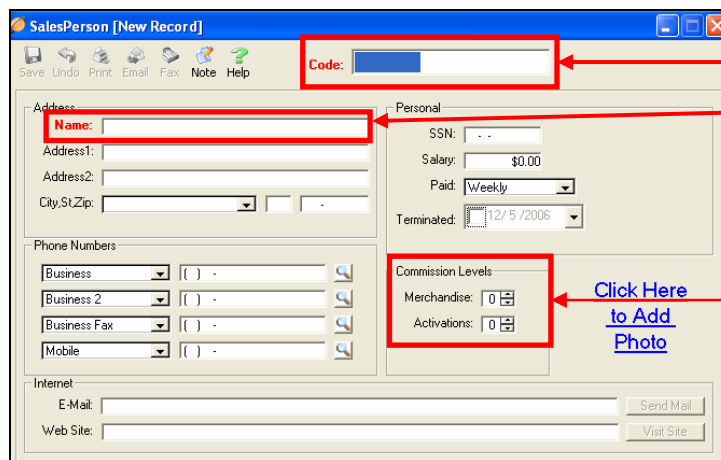 SalesPerson [New Record]
Save Undo Print Email Fax Note Help
Code:
Address
Name:
Address1:
Address2:
City,St,Zip: -
Personal
SSN: - -
Salary: $0.00
Paid: Weekly
Terminated: 12/ 5 /2006
Phone Numbers
Business ( ) -
Business 2 ( ) -
Business Fax ( ) -
Mobile ( ) -
Commission Levels
Merchandise: 0
Activations: 0
Click Here
to Add
Photo
Internet
E-Mail: Send Mail
Web Site: Visit Site